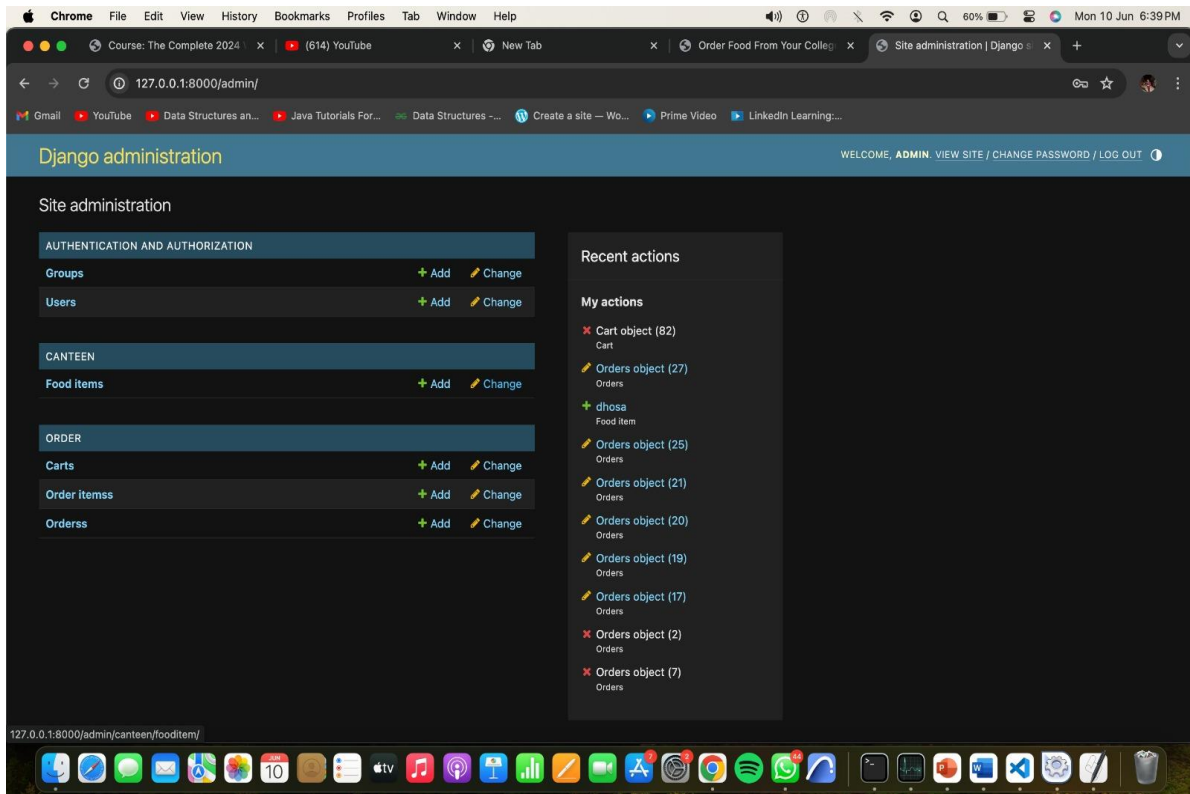 Chrome File Edit View History Bookmarks Profiles Tab Window Help 60% Mon 10 Jun 6:39 PM
Course: The Complete 2024 (614) YouTube New Tab Order Food From Your Colleg Site administration | Django s
127.0.0.1:8000/admin/
Gmail YouTube Data Structures an... Java Tutorials For... Data Structures -... Create a site — Wo... Prime Video LinkedIn Learning:...
Django administration WELCOME, ADMIN. VIEW SITE / CHANGE PASSWORD / LOG OUT
Site administration
AUTHENTICATION AND AUTHORIZATION
Groups + Add Change
Users + Add Change
CANTEEN
Food items + Add Change
ORDER
Carts + Add Change
Order itemss + Add Change
Orderss + Add Change
Recent actions
My actions
Cart object (82)
Cart
Orders object (27)
Orders
dhosa
Food item
Orders object (25)
Orders
Orders object (21)
Orders
Orders object (20)
Orders
Orders object (19)
Orders
Orders object (17)
Orders
Orders object (2)
Orders
Orders object (7)
Orders
127.0.0.1:8000/admin/canteen/fooditem/
JUN
10
tv
7
2
44